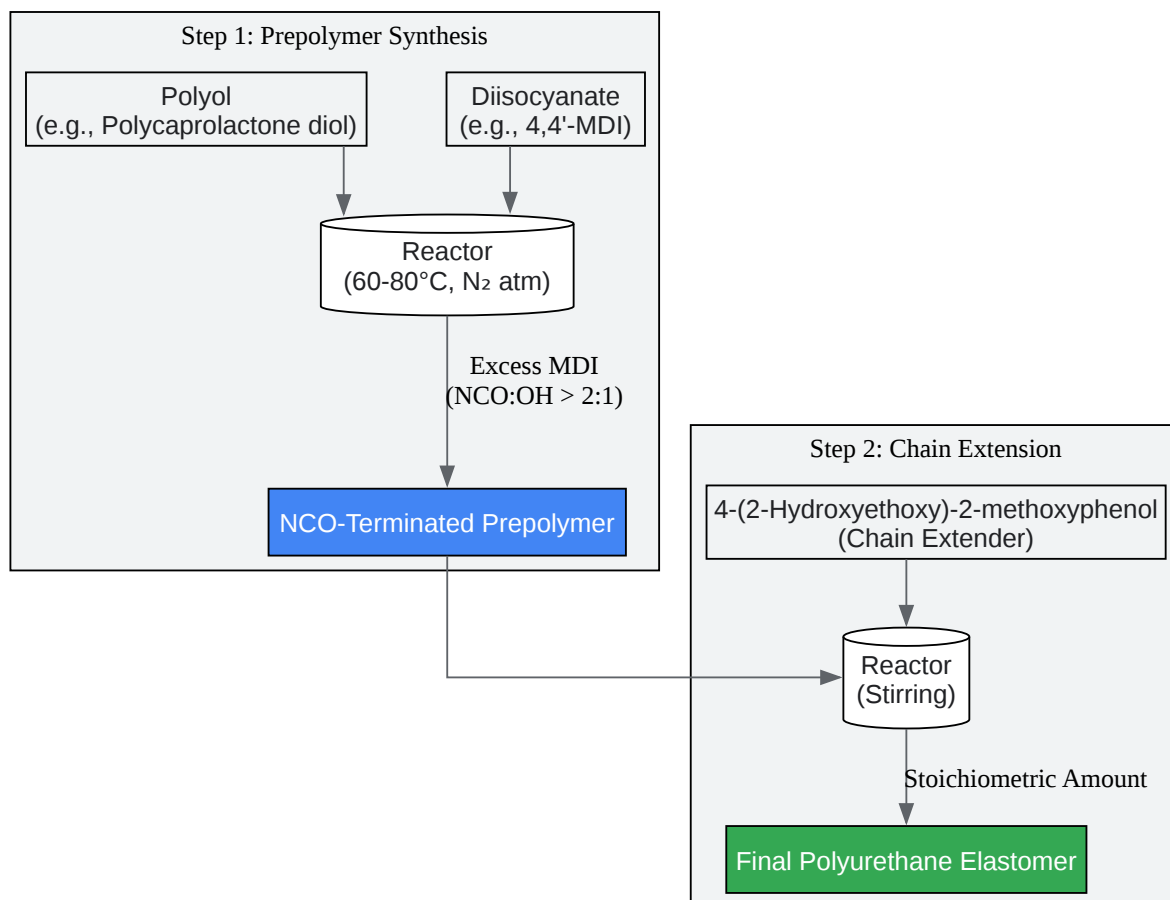 Step 1: Prepolymer Synthesis
Polyol
(e.g., Polycaprolactone diol)
Diisocyanate
(e.g., 4,4'-MDI)
Reactor
(60-80°C, N₂ atm)
Excess MDI
(NCO:OH > 2:1)
NCO-Terminated Prepolymer
Step 2: Chain Extension
4-(2-Hydroxyethoxy)-2-methoxyphenol
(Chain Extender)
Reactor
(Stirring)
Stoichiometric Amount
Final Polyurethane Elastomer